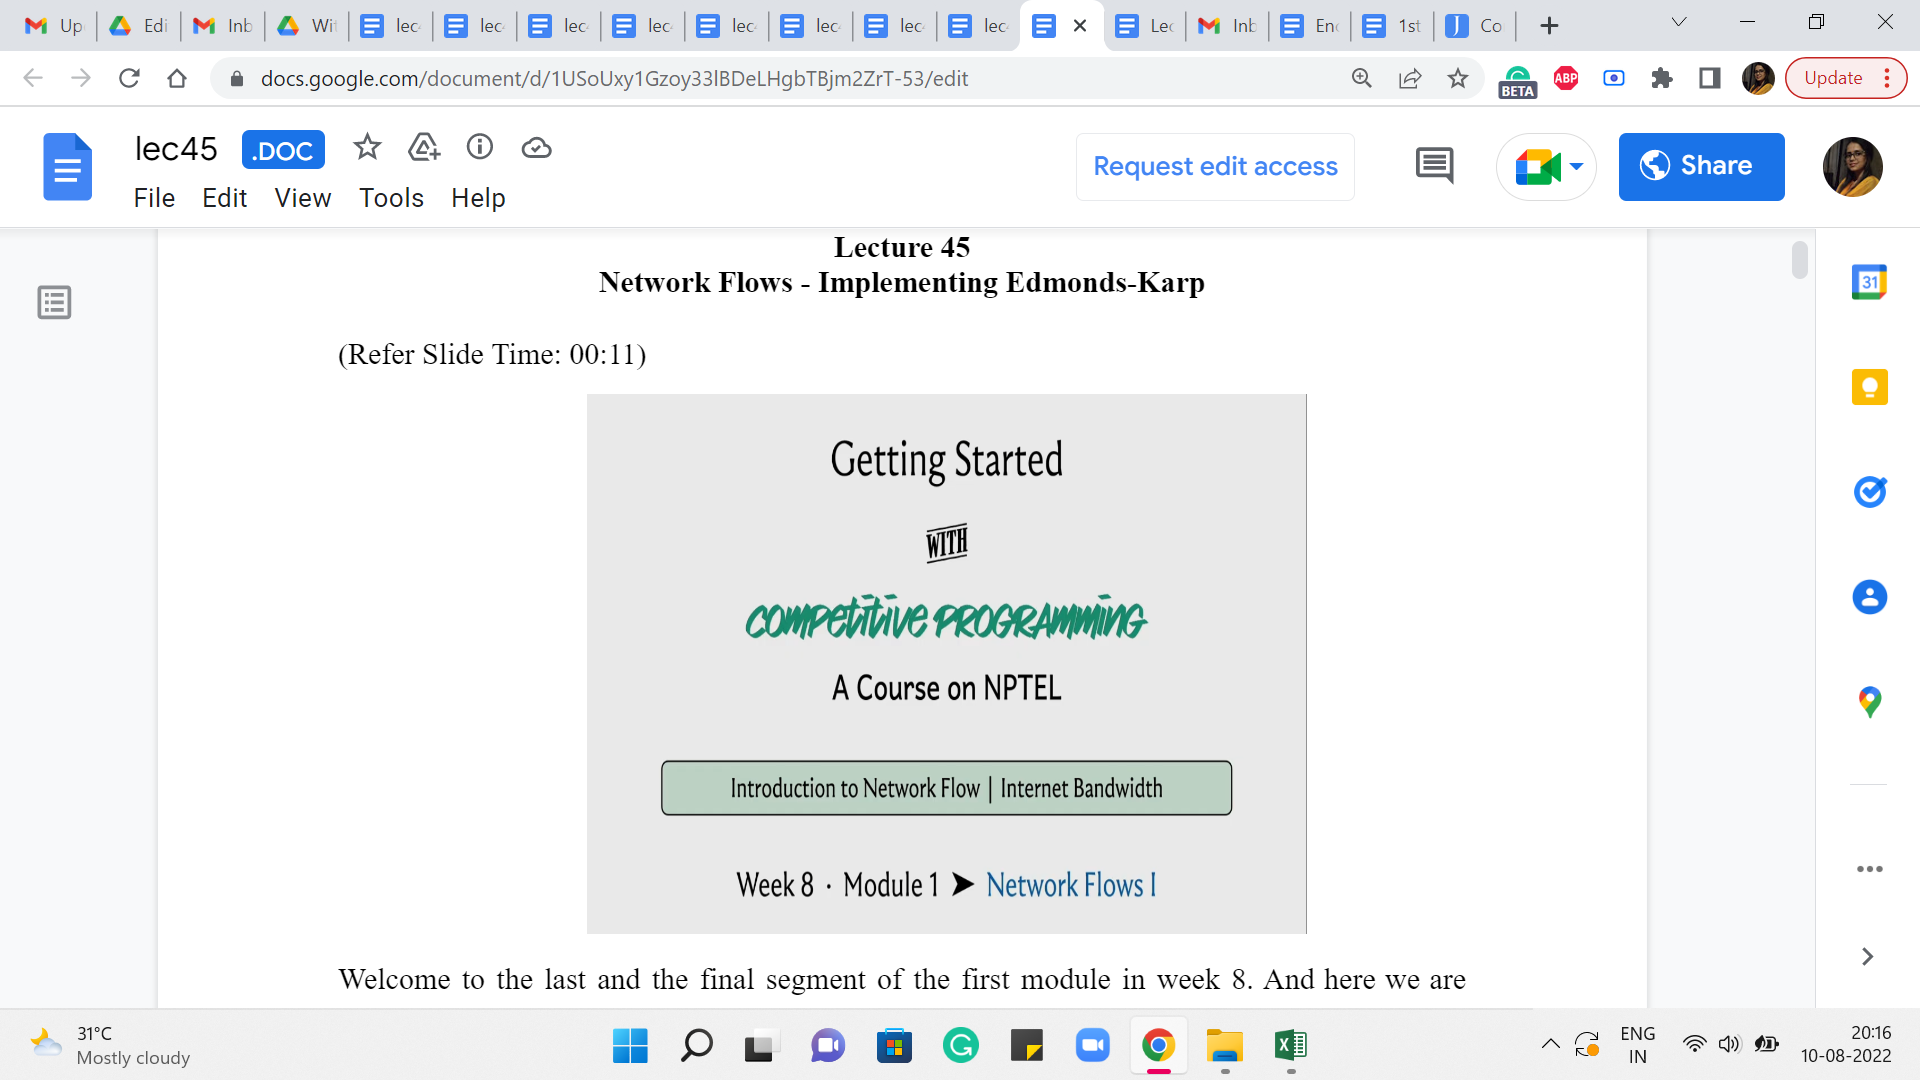 Up
Edi
Inb
Wi
lec
lec
lec
lec
lec
lec
lec
lec
Lec
Inb
End
1st
Co
docs.google.com/document/d/1USoUxy1Gzoy33lBDeLHgbTBjm2ZrT-53/edit
BETA
ABP
Update
lec45
.DOC
Request edit access
Share
File Edit View Tools Help
Lecture 45
Network Flows - Implementing Edmonds-Karp
(Refer Slide Time: 00:11)
Getting Started
WITH
COMPETITIVE PROGRAMMING
A Course on NPTEL
Introduction to Network Flow | Internet Bandwidth
Week 8 · Module 1 ➤ Network Flows I
Welcome to the last and the final segment of the first module in week 8. And here we are
31
31°C
Mostly cloudy
ENG
IN
20:16
10-08-2022